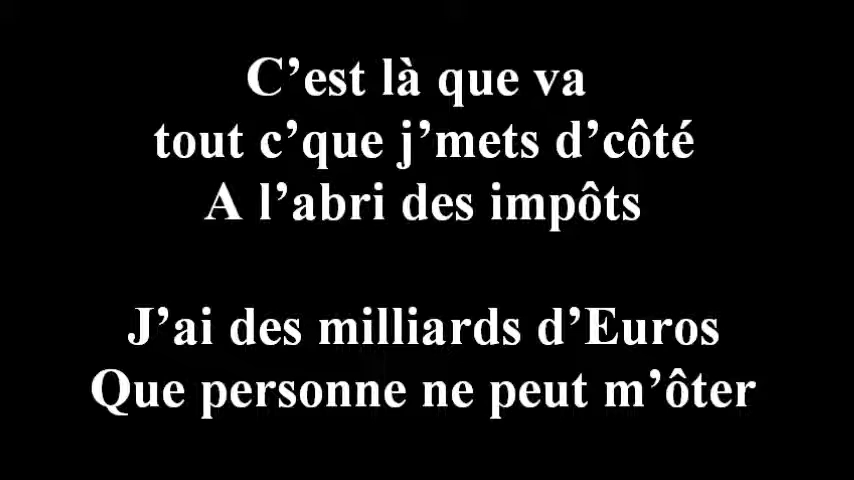 C’est là que va
tout c’que j’mets d’côté
A l’abri des impôts
J’ai des milliards d’Euros
Que personne ne peut m’ôter